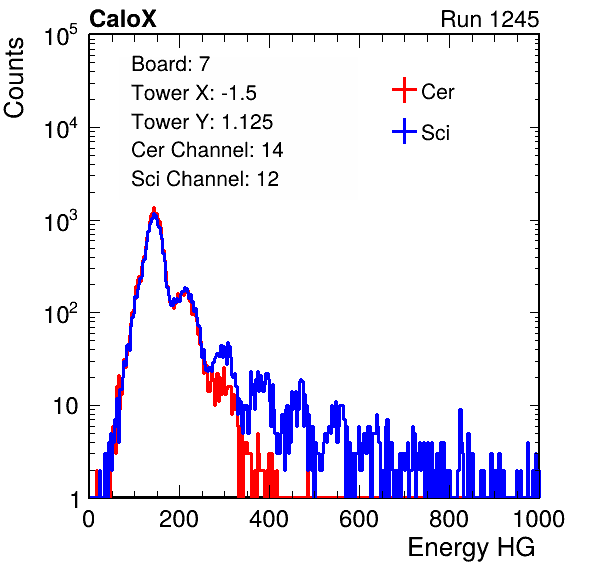 CaloX Run 1245
Counts
Board: 7
Tower X: -1.5
Tower Y: 1.125
Cer Channel: 14
Sci Channel: 12
Cer
Sci
10^5
10^4
10^3
10^2
10
1
0 200 400 600 800 1000
Energy HG